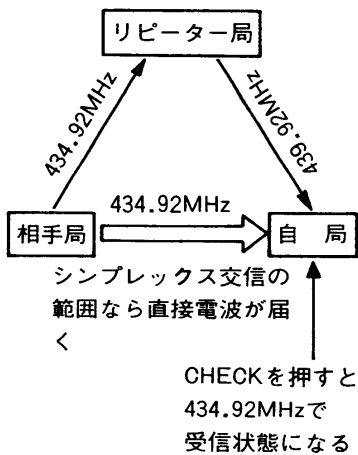 リピーター局
434.92MHz
439.92MHz
434.92MHz
相手局
自 局
シンプレックス交信の
範囲なら直接電波が届
く
CHECKを押すと
434.92MHzで
受信状態になる